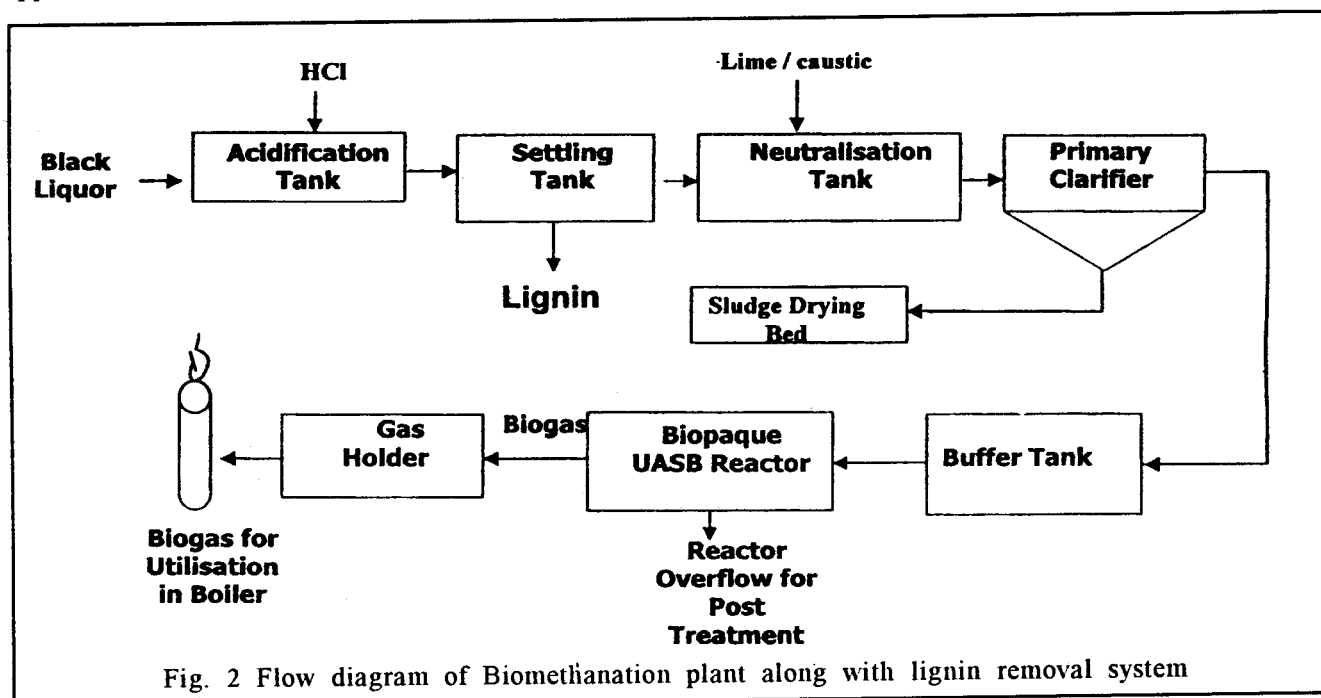 HCl
Lime / caustic
Black
Liquor
Acidification
Tank
Settling
Tank
Neutralisation
Tank
Primary
Clarifier
Lignin
Sludge Drying
Bed
Gas
Holder
Biogas
Biopaque
UASB Reactor
Buffer Tank
Biogas for
Utilisation
in Boiler
Reactor
Overflow for
Post
Treatment
Fig. 2 Flow diagram of Biomethanation plant along with lignin removal system